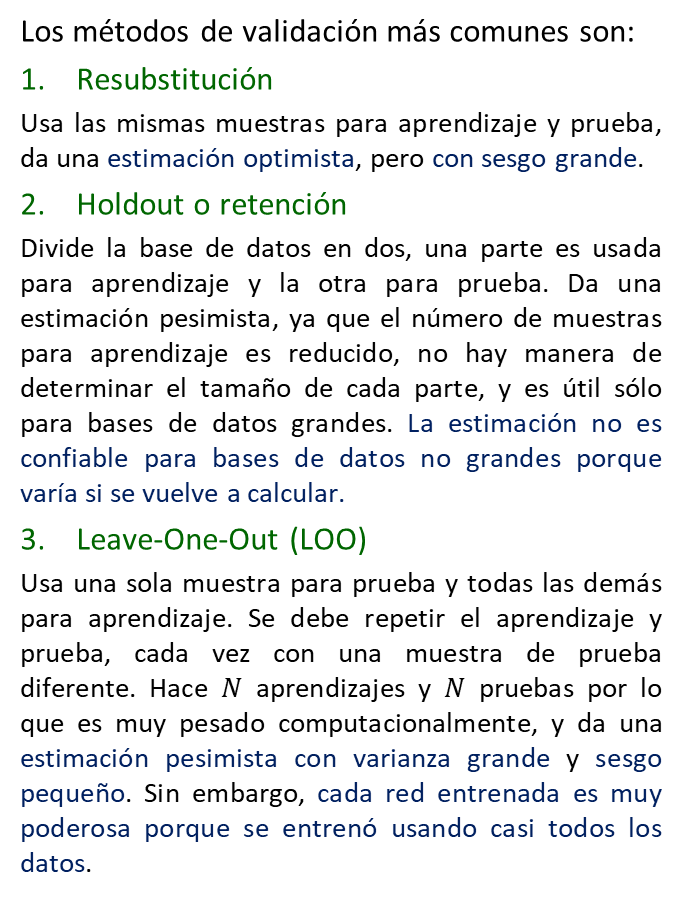 Los métodos de validación más comunes son:
1. Resubstitución
Usa las mismas muestras para aprendizaje y prueba,
da una estimación optimista, pero con sesgo grande.
2. Holdout o retención
Divide la base de datos en dos, una parte es usada
para aprendizaje y la otra para prueba. Da una
estimación pesimista, ya que el número de muestras
para aprendizaje es reducido, no hay manera de
determinar el tamaño de cada parte, y es útil sólo
para bases de datos grandes. La estimación no es
confiable para bases de datos no grandes porque
varía si se vuelve a calcular.
3. Leave-One-Out (LOO)
Usa una sola muestra para prueba y todas las demás
para aprendizaje. Se debe repetir el aprendizaje y
prueba, cada vez con una muestra de prueba
diferente. Hace N aprendizajes y N pruebas por lo
que es muy pesado computacionalmente, y da una
estimación pesimista con varianza grande y sesgo
pequeño. Sin embargo, cada red entrenada es muy
poderosa porque se entrenó usando casi todos los
datos.